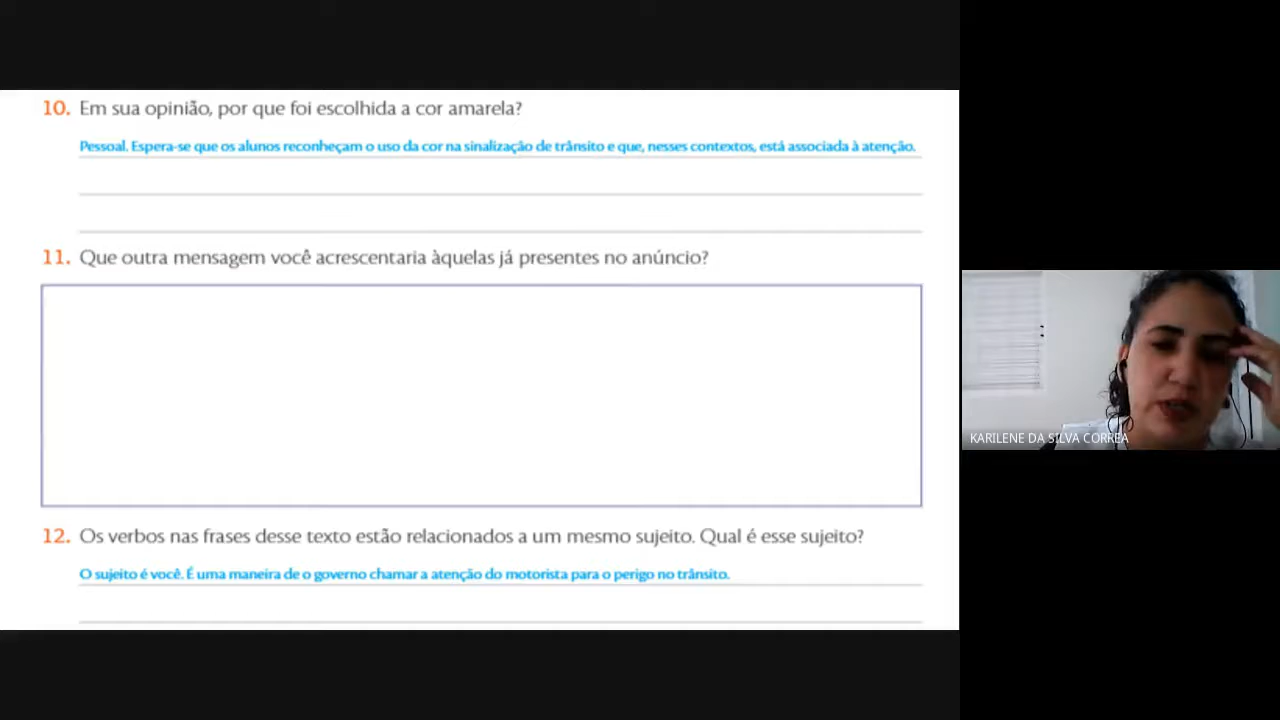 10. Em sua opinião, por que foi escolhida a cor amarela?
Pessoal. Espera-se que os alunos reconheçam o uso da cor na sinalização de trânsito e que, nesses contextos, está associada à atenção.
11. Que outra mensagem você acrescentaria àquelas já presentes no anúncio?
12. Os verbos nas frases desse texto estão relacionados a um mesmo sujeito. Qual é esse sujeito?
O sujeito é você. É uma maneira de o governo chamar a atenção do motorista para o perigo no trânsito.
KARILENE DA SILVA CORREA